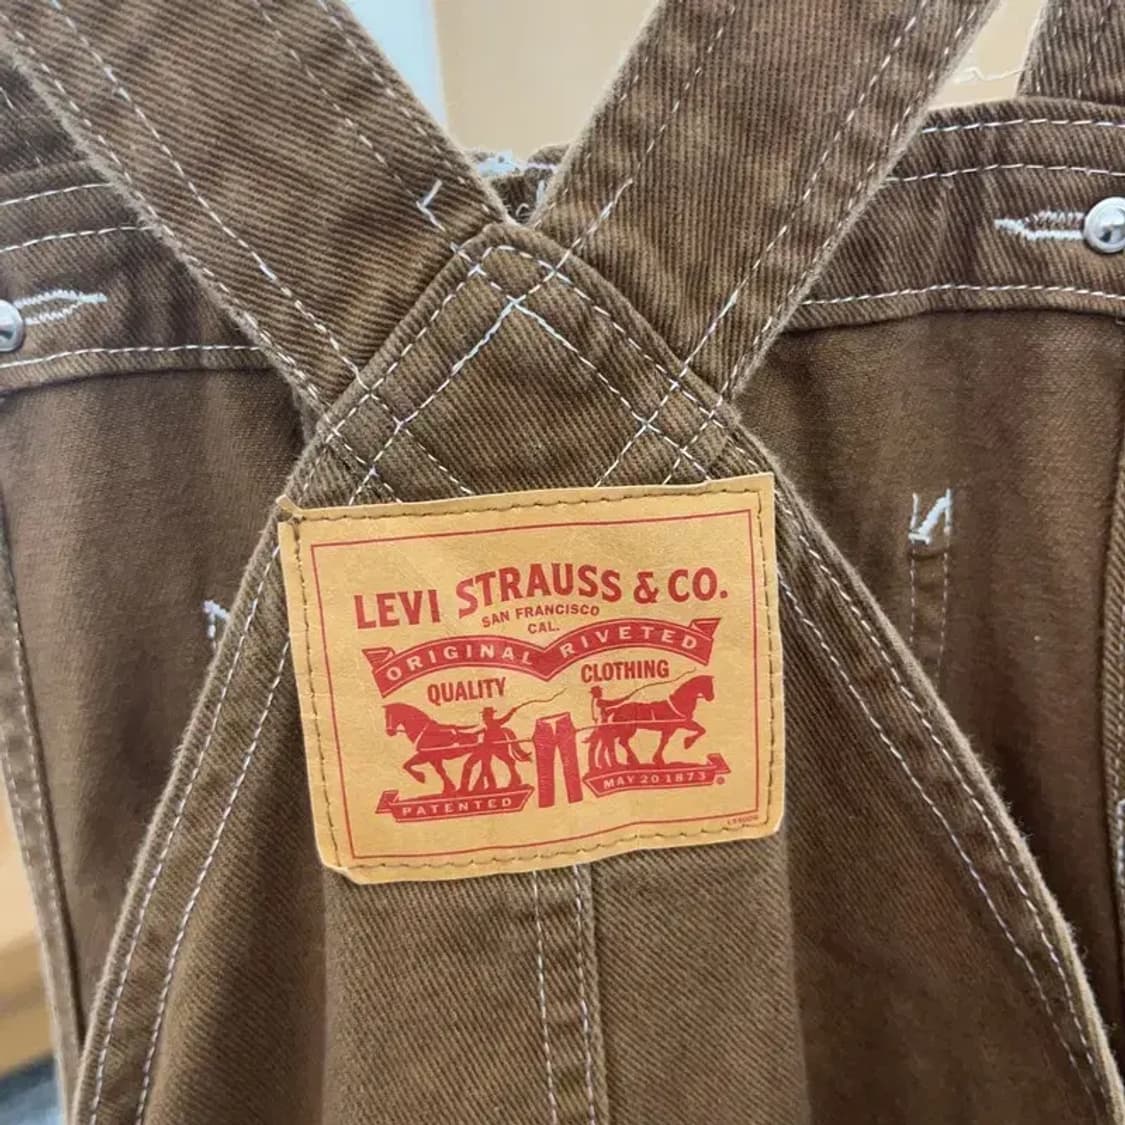 LEVI STRAUSS & CO.
SAN FRANCISCO
CAL.
ORIGINAL RIVETED
QUALITY CLOTHING
PATENTED MAY 20 1873